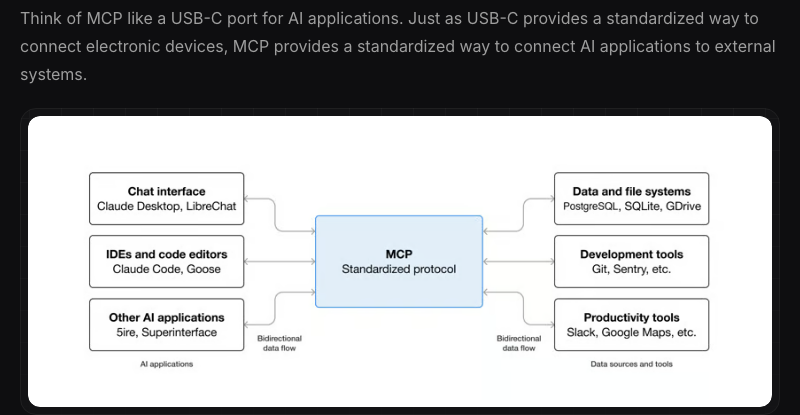 Think of MCP like a USB-C port for AI applications. Just as USB-C provides a standardized way to
connect electronic devices, MCP provides a standardized way to connect AI applications to external
systems.
Chat interface
Claude Desktop, LibreChat
IDEs and code editors
Claude Code, Goose
Other AI applications
5ire, Superinterface
AI applications
Bidirectional
data flow
MCP
Standardized protocol
Bidirectional
data flow
Data and file systems
PostgreSQL, SQLite, GDrive
Development tools
Git, Sentry, etc.
Productivity tools
Slack, Google Maps, etc.
Data sources and tools